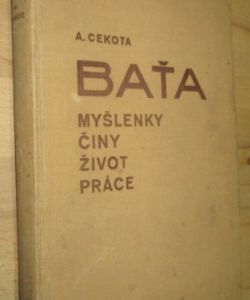 A. CEKOTA
BAŤA
MYŠLENKY
ČINY
ŽIVOT
PRÁCE